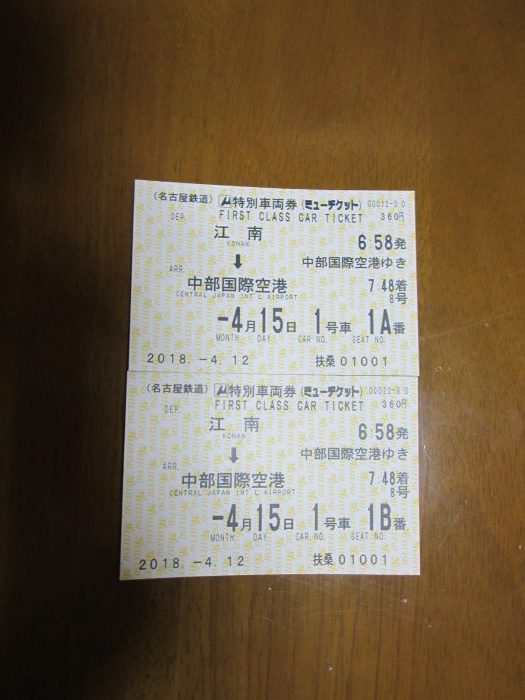 (名古屋鉄道) μ特別車両券(ミューチケット) 00012-30
DEP. FIRST CLASS CAR TICKET 360円
江 南 6:58発
KONAN
↓ 中部国際空港ゆき
ARR.
中部国際空港 7:48着
CENTRAL JAPAN INT'L AIRPORT 8号
-4月15日 1号車 1A番
MONTH DAY CAR NO. SEAT NO.
2018.-4.12 扶桑01001
(名古屋鉄道) μ特別車両券(ミューチケット)
DEP. FIRST CLASS CAR TICKET 360円
江 南 6:58発
KONAN
↓ 中部国際空港ゆき
ARR.
中部国際空港 7:48着
CENTRAL JAPAN INT'L AIRPORT 8号
-4月15日 1号車 1B番
MONTH DAY CAR NO. SEAT NO.
2018.-4.12 扶桑01001